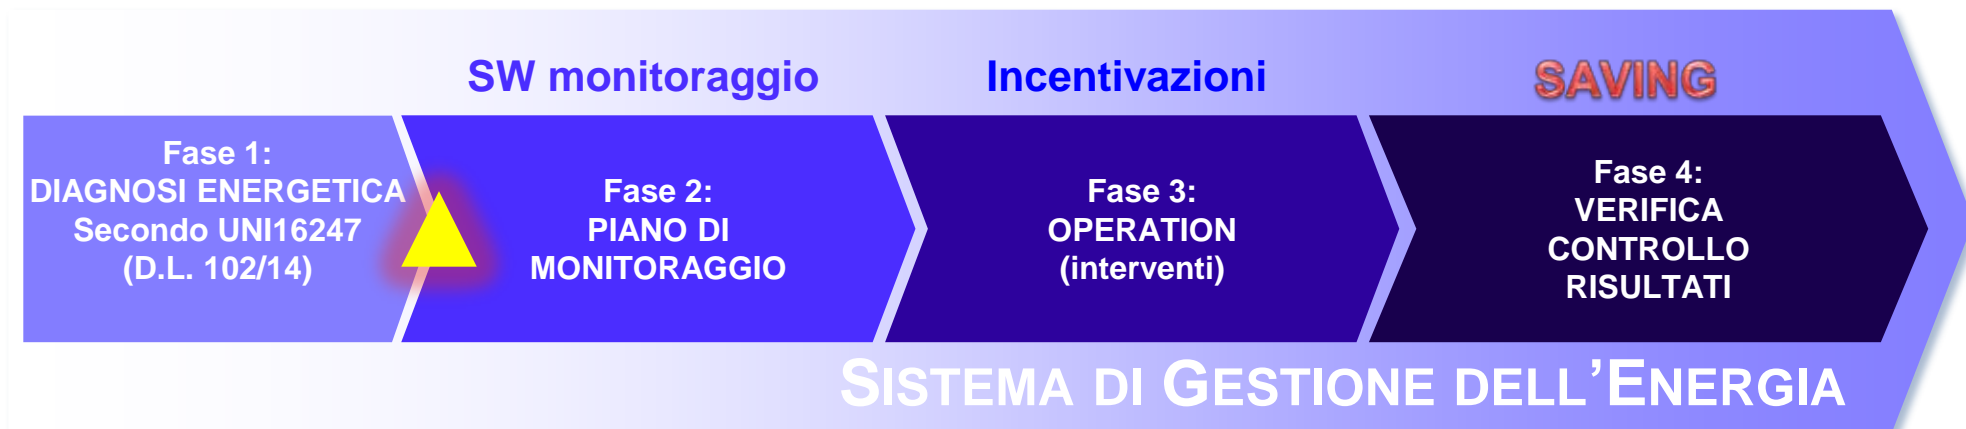 SW monitoraggio
Incentivazioni
SAVING
Fase 1:
DIAGNOSI ENERGETICA
Secondo UNI16247
(D.L. 102/14)
Fase 2:
PIANO DI
MONITORAGGIO
Fase 3:
OPERATION
(interventi)
Fase 4:
VERIFICA
CONTROLLO
RISULTATI
SISTEMA DI GESTIONE DELL’ENERGIA